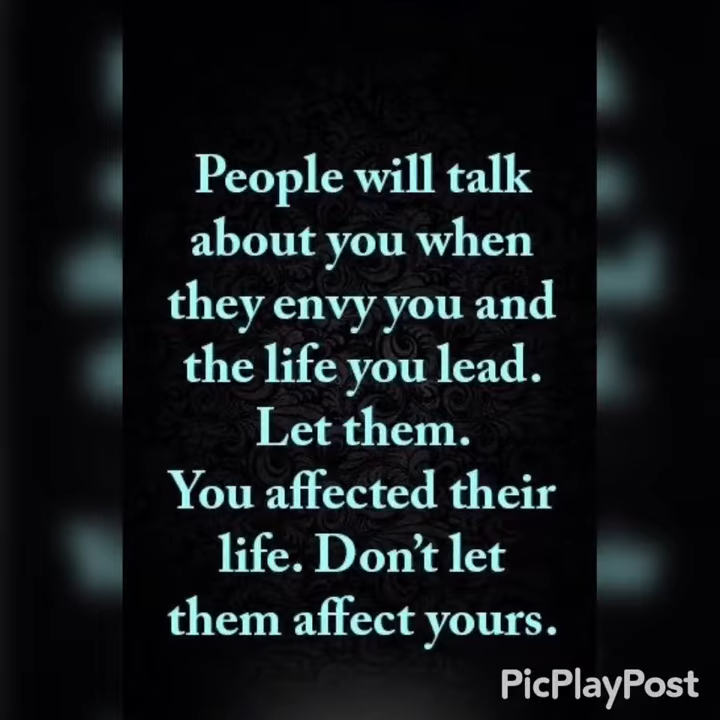 People will talk
about you when
they envy you and
the life you lead.
Let them.
You affected their
life. Don’t let
them affect yours.
PicPlayPost